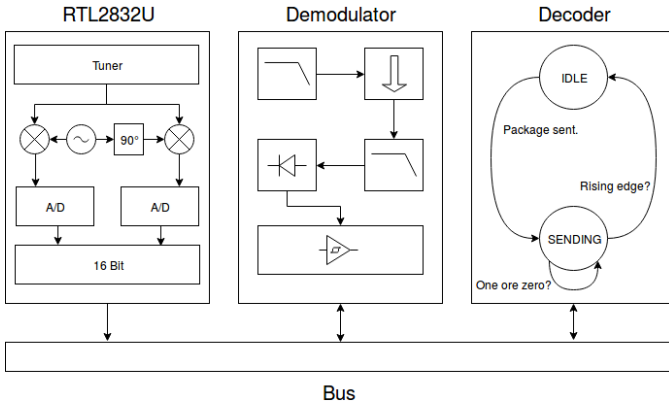 RTL2832U
Demodulator
Decoder
Tuner
90°
A/D
A/D
16 Bit
IDLE
Package sent.
Rising edge?
SENDING
One ore zero?
Bus